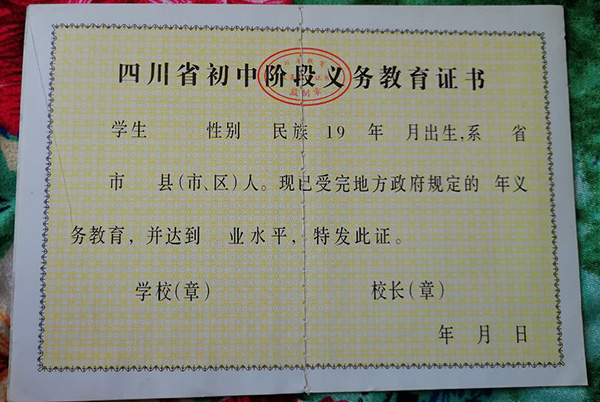 四川省初中阶段义务教育证书
监制章
学生 性别 民族 19 年 月出生,系 省
市 县(市、区)人。现已受完地方政府规定的 年义
务教育,并达到 业水平,特发此证。
学校(章) 校长(章)
年 月 日